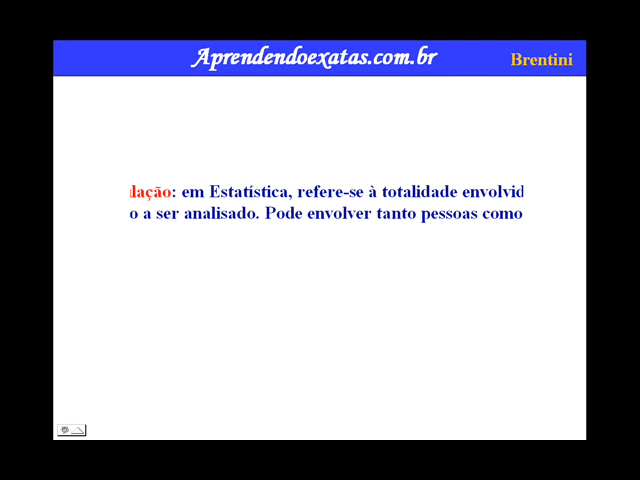 Aprendendoexatas.com.br
Brentini
lação: em Estatística, refere-se à totalidade envolvid
o a ser analisado. Pode envolver tanto pessoas como